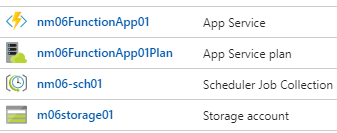 nm06FunctionApp01 App Service
nm06FunctionApp01Plan App Service plan
nm06-sch01 Scheduler Job Collection
m06storage01 Storage account